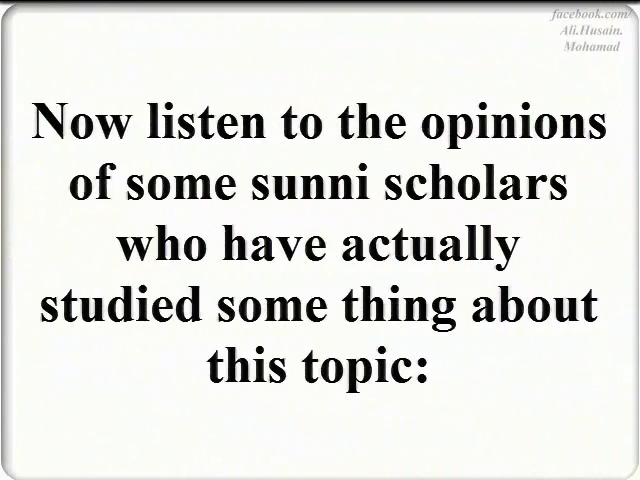 facebook.com/
Ali.Husain.
Mohamad
Now listen to the opinions
of some sunni scholars
who have actually
studied some thing about
this topic: